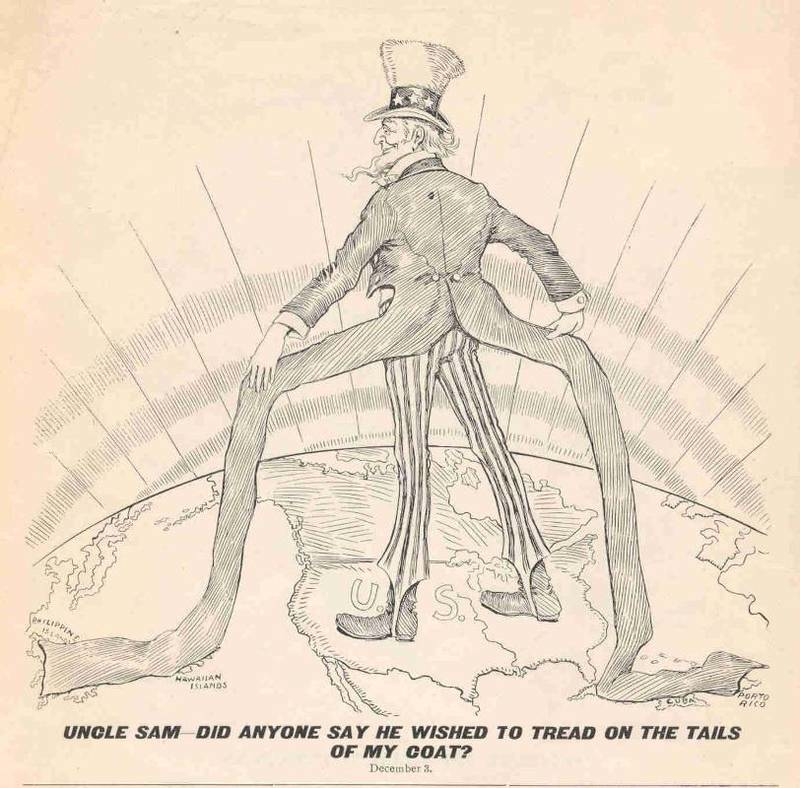 U. S.
PHILIPPINE
ISLANDS
HAWAIIAN
ISLANDS
CUBA
PORTO
RICO
UNCLE SAM—DID ANYONE SAY HE WISHED TO TREAD ON THE TAILS
OF MY COAT?
December 3.